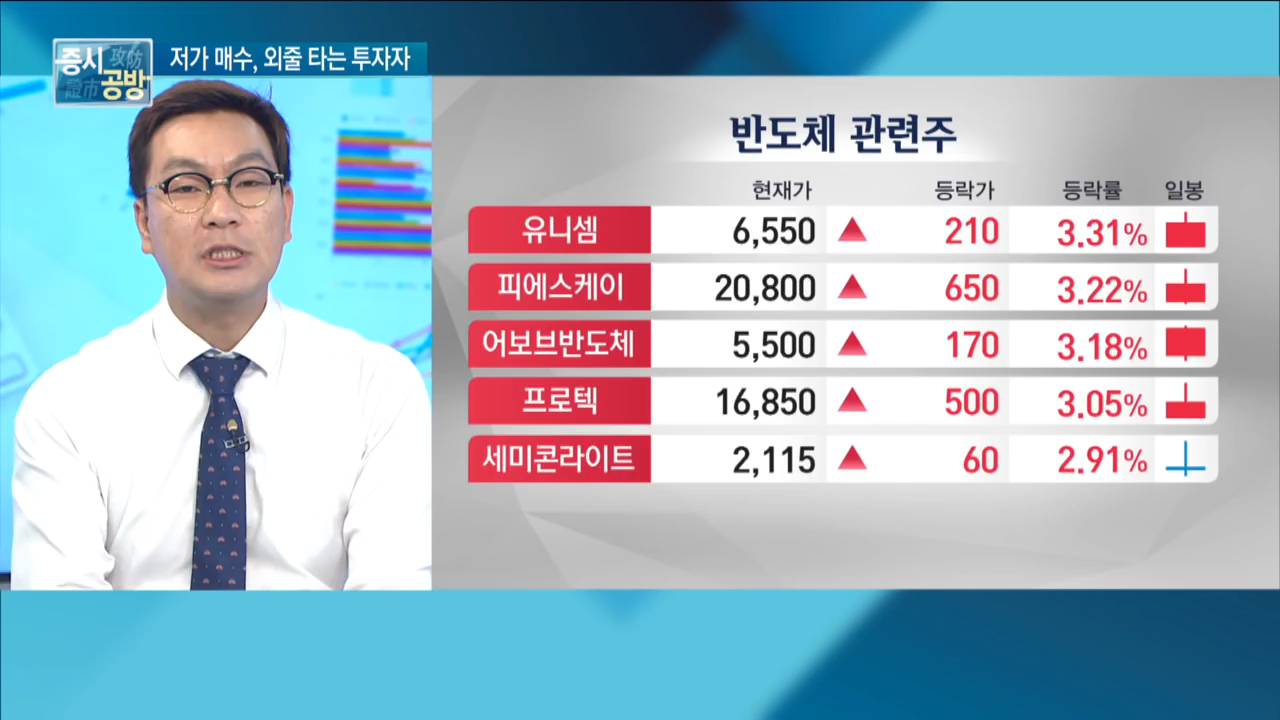 증시 攻防
證市 공방
저가 매수, 외줄 타는 투자자
반도체 관련주
현재가 등락가 등락률 일봉
유니셈 6,550 ▲ 210 3.31%
피에스케이 20,800 ▲ 650 3.22%
어보브반도체 5,500 ▲ 170 3.18%
프로텍 16,850 ▲ 500 3.05%
세미콘라이트 2,115 ▲ 60 2.91%